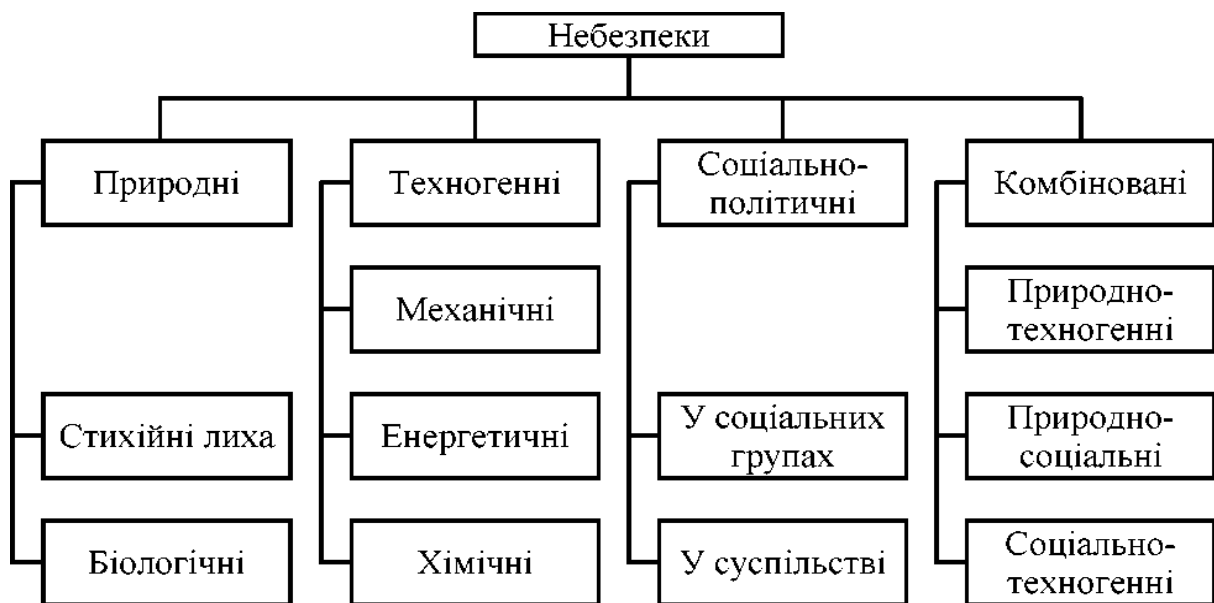 Небезпеки
Природні
Техногенні
Соціально-
політичні
Комбіновані
Механічні
Природно-
техногенні
Стихійні лиха
Енергетичні
У соціальних
групах
Природно-
соціальні
Біологічні
Хімічні
У суспільстві
Соціально-
техногенні